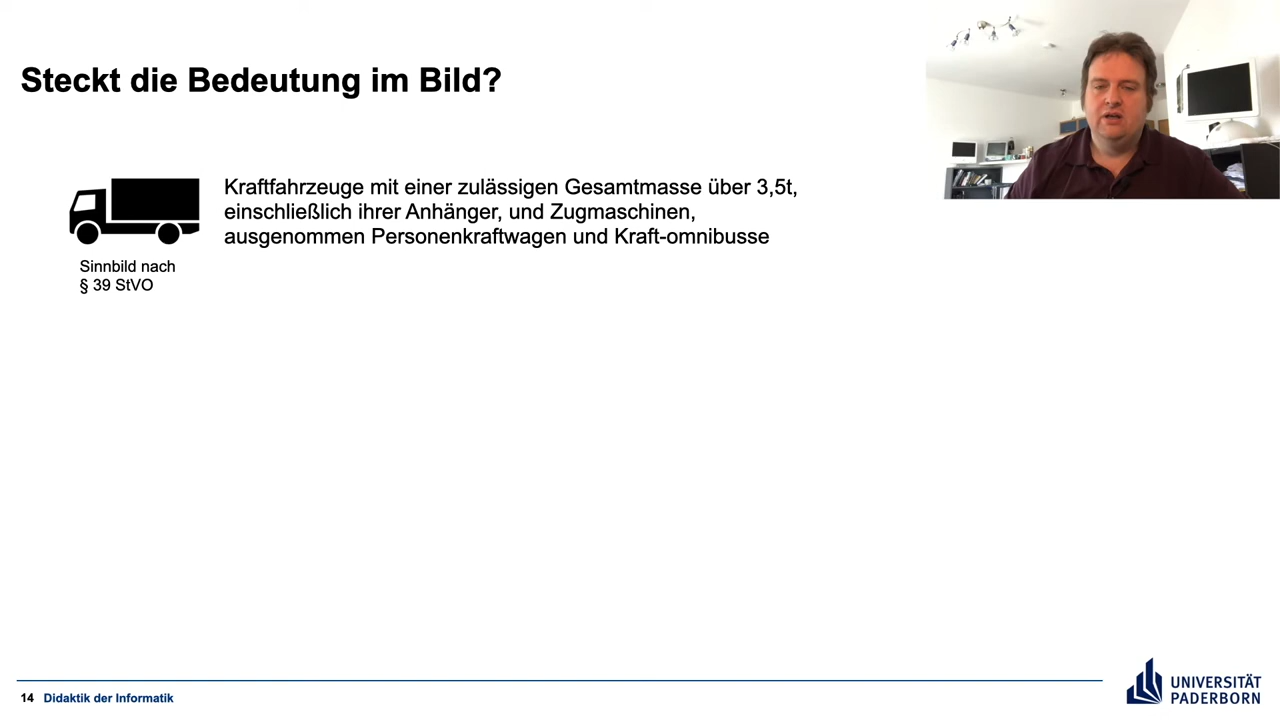 Steckt die Bedeutung im Bild?
Kraftfahrzeuge mit einer zulässigen Gesamtmasse über 3,5t,
einschließlich ihrer Anhänger, und Zugmaschinen,
ausgenommen Personenkraftwagen und Kraft-omnibusse
Sinnbild nach
§ 39 StVO
14 Didaktik der Informatik
UNIVERSITÄT
PADERBORN